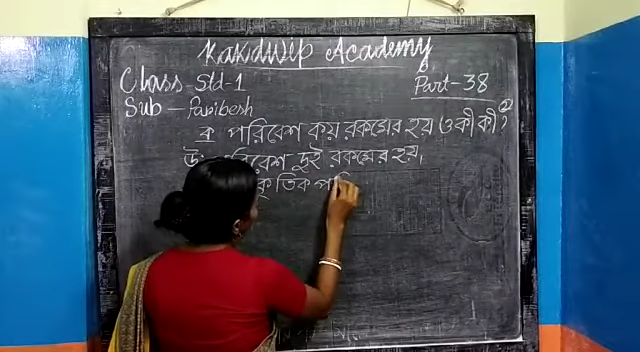 Kakdwip Academy
Class - Std-1
Part-38
Sub - Paribesh
পরিবেশ কয় রকমের হয় ও কী কী?
উঃ পরিবেশ দুই রকমের হয়,